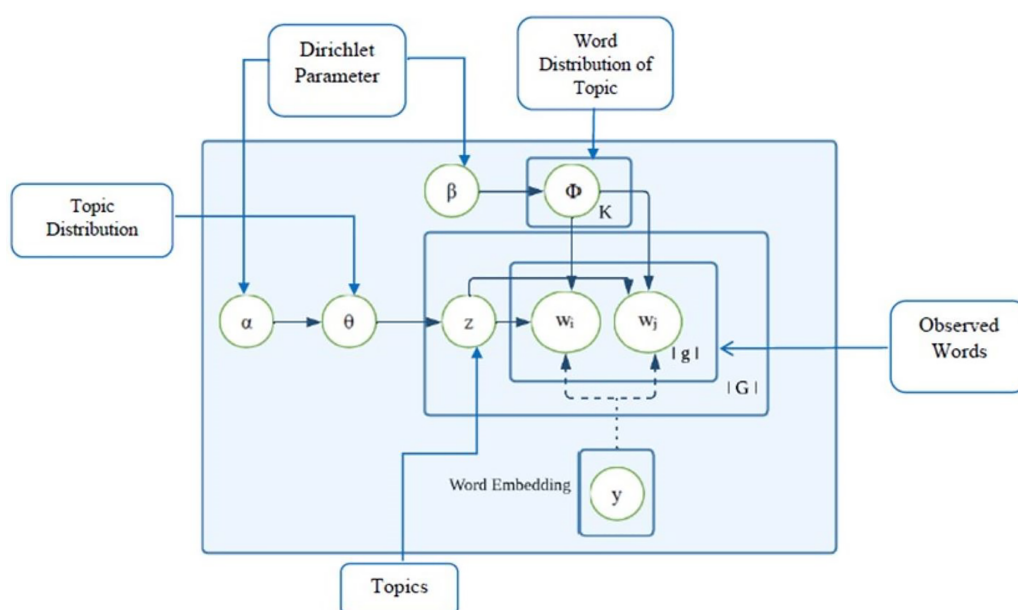 Dirichlet
Parameter
Word
Distribution of
Topic
β
Φ
K
Topic
Distribution
α
θ
z
wi
wj
| g |
| G |
Observed
Words
Word Embedding
y
Topics